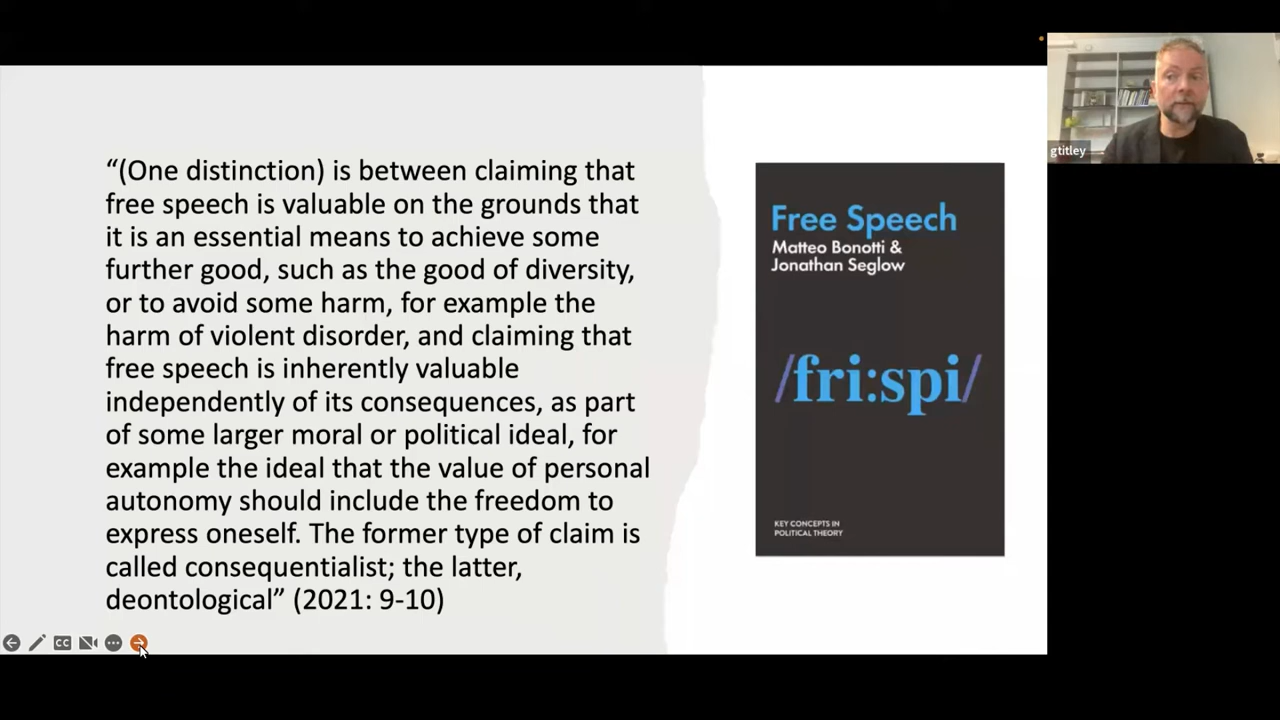 “(One distinction) is between claiming that
free speech is valuable on the grounds that
it is an essential means to achieve some
further good, such as the good of diversity,
or to avoid some harm, for example the
harm of violent disorder, and claiming that
free speech is inherently valuable
independently of its consequences, as part
of some larger moral or political ideal, for
example the ideal that the value of personal
autonomy should include the freedom to
express oneself. The former type of claim is
called consequentialist; the latter,
deontological” (2021: 9-10)
Free Speech
Matteo Bonotti &
Jonathan Seglow
/fri:spi/
KEY CONCEPTS IN
POLITICAL THEORY
gtitley
CC